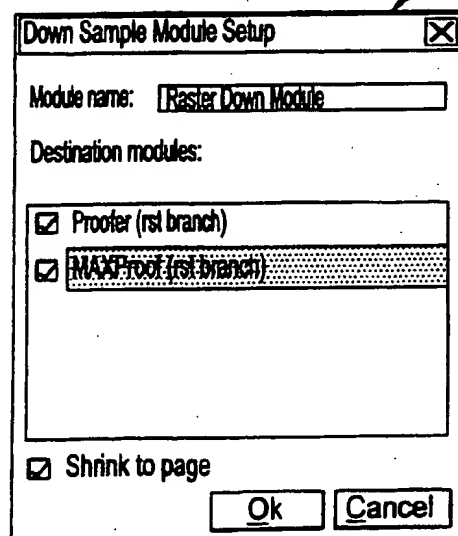 Down Sample Module Setup
Module name: Raster Down Module
Destination modules:
Proofer (rst branch)
MAXProof (rst branch)
Shrink to page
Ok Cancel